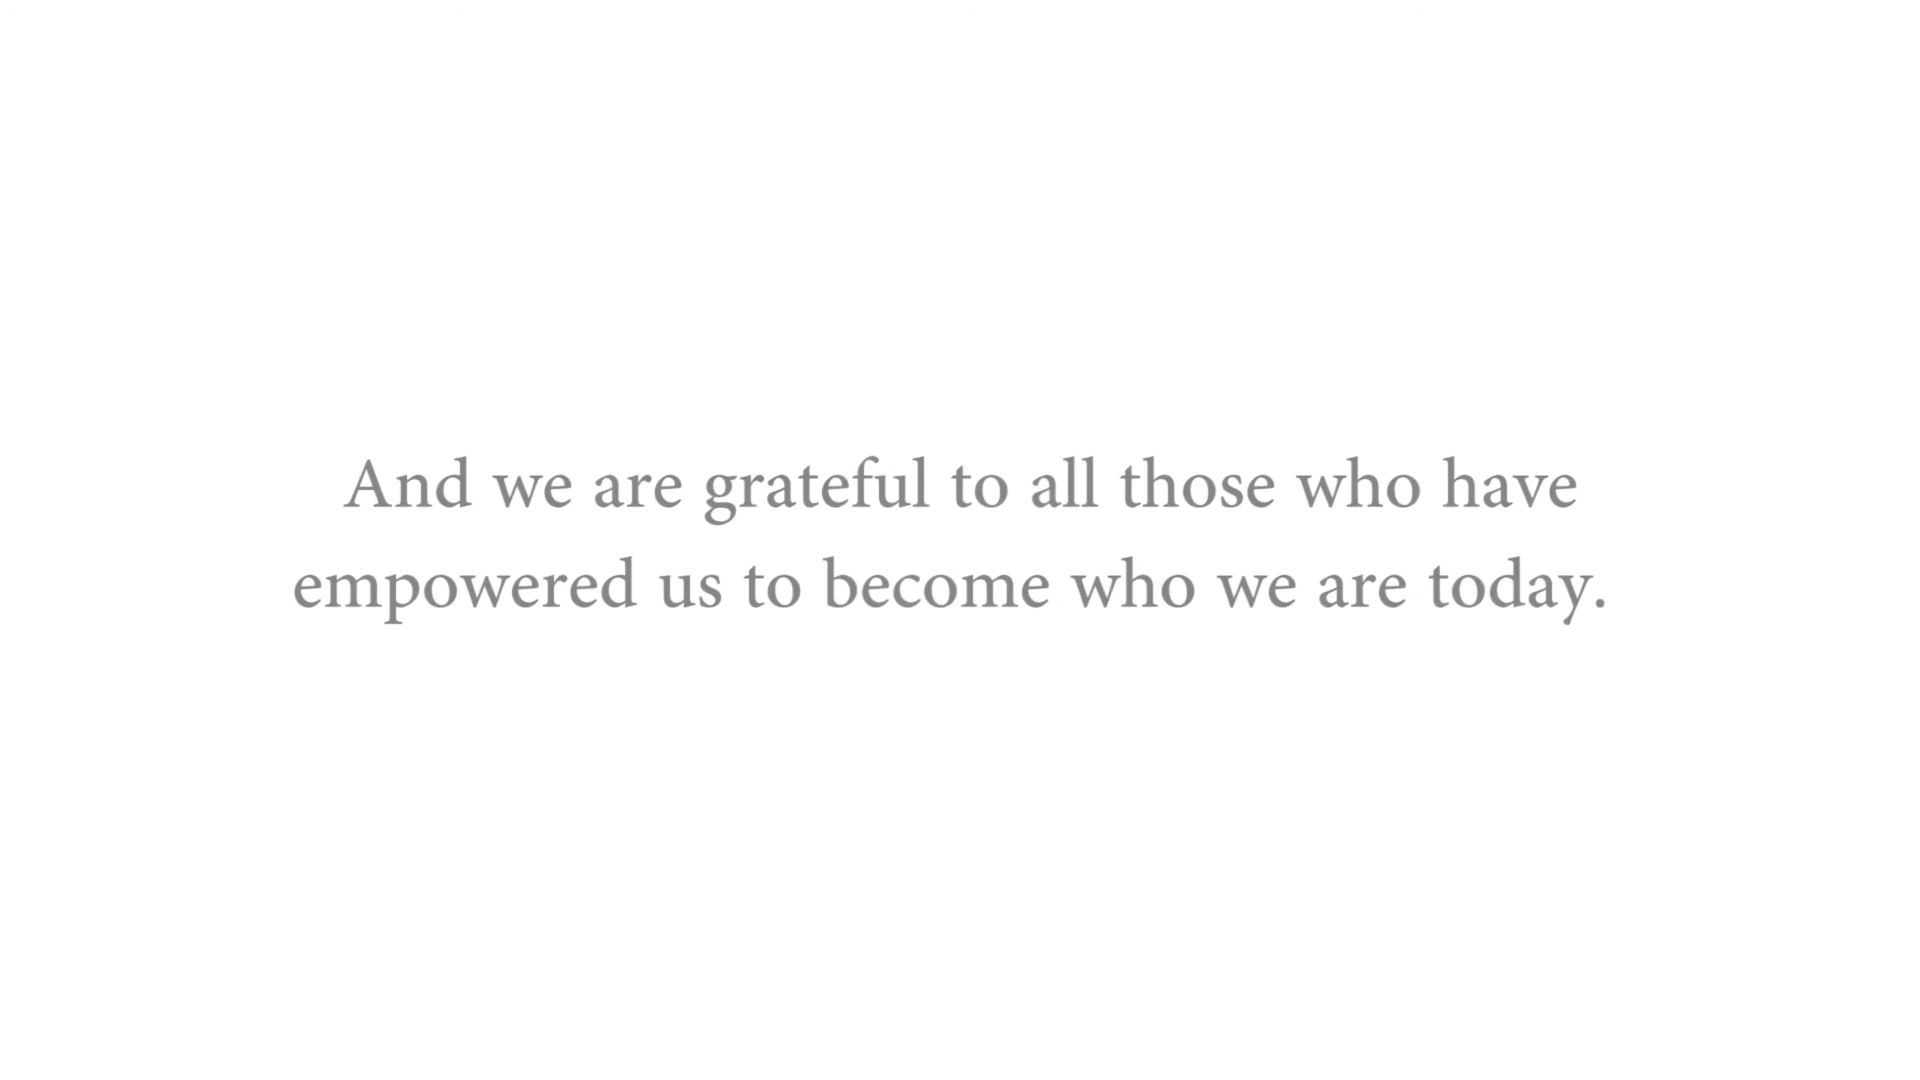 And we are grateful to all those who have
empowered us to become who we are today.